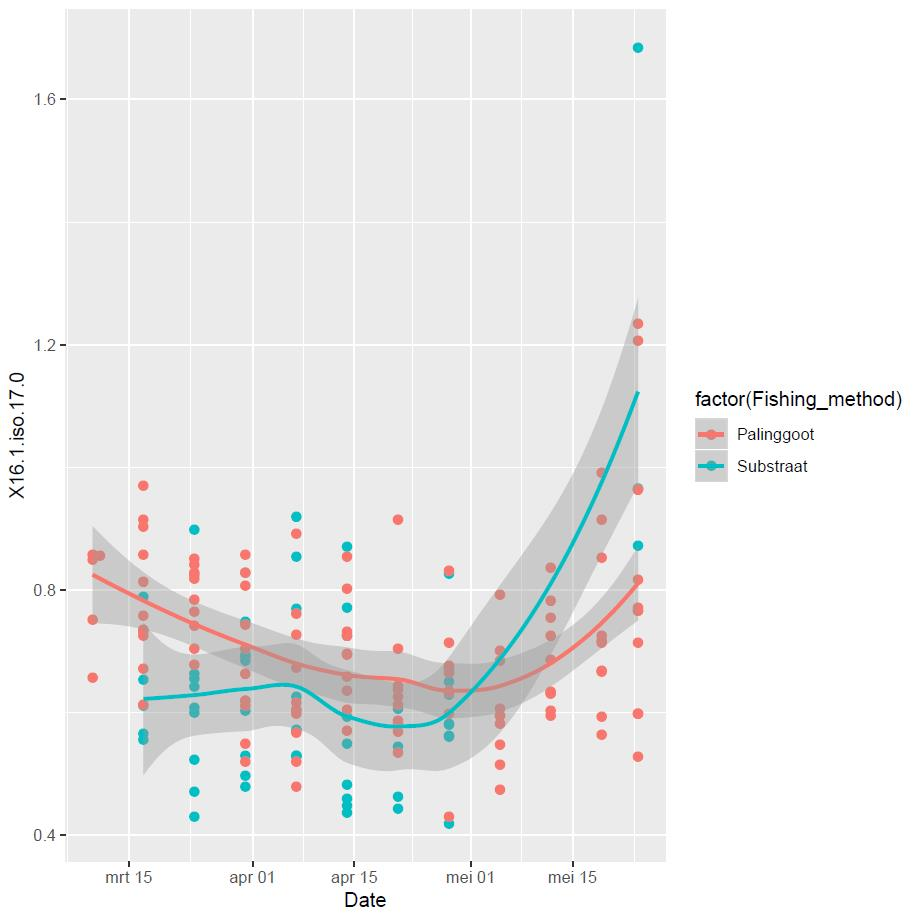 1.6
1.2
0.8
0.4
X16.1.iso.17.0
mrt 15
apr 01
apr 15
mei 01
mei 15
Date
factor(Fishing_method)
Palinggoot
Substraat